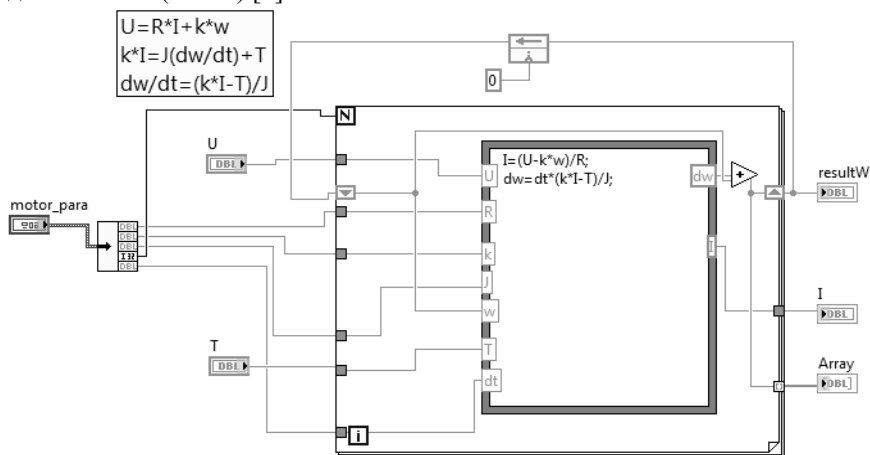 U=R*I+k*w
k*I=J(dw/dt)+T
dw/dt=(k*I-T)/J
0
N
U
DBL
I=(U-k*w)/R;
dw=dt*(k*I-T)/J;
U
dw
+
resultW
DBL
motor_para
R
DBL
DBL
DBL
I32
DBL
k
I
J
I
DBL
w
T
DBL
T
Array
DBL]
dt
i